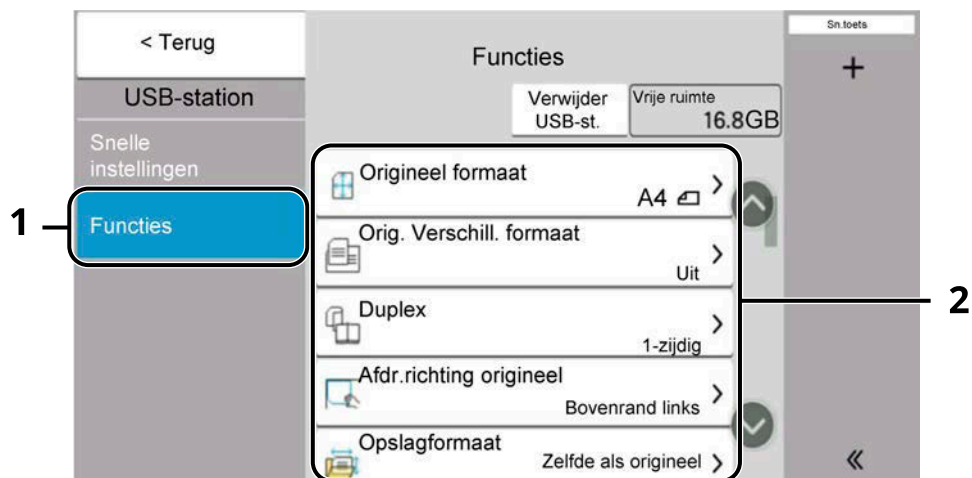 < Terug
USB-station
Snelle
instellingen
Functies
1
Functies
Verwijder
USB-st.
Vrije ruimte
16.8GB
Origineel formaat
A4
Orig. Verschill. formaat
Uit
Duplex
1-zijdig
Afdr.richting origineel
Bovenrand links
Opslagformaat
Zelfde als origineel
2
Sn.toets
+